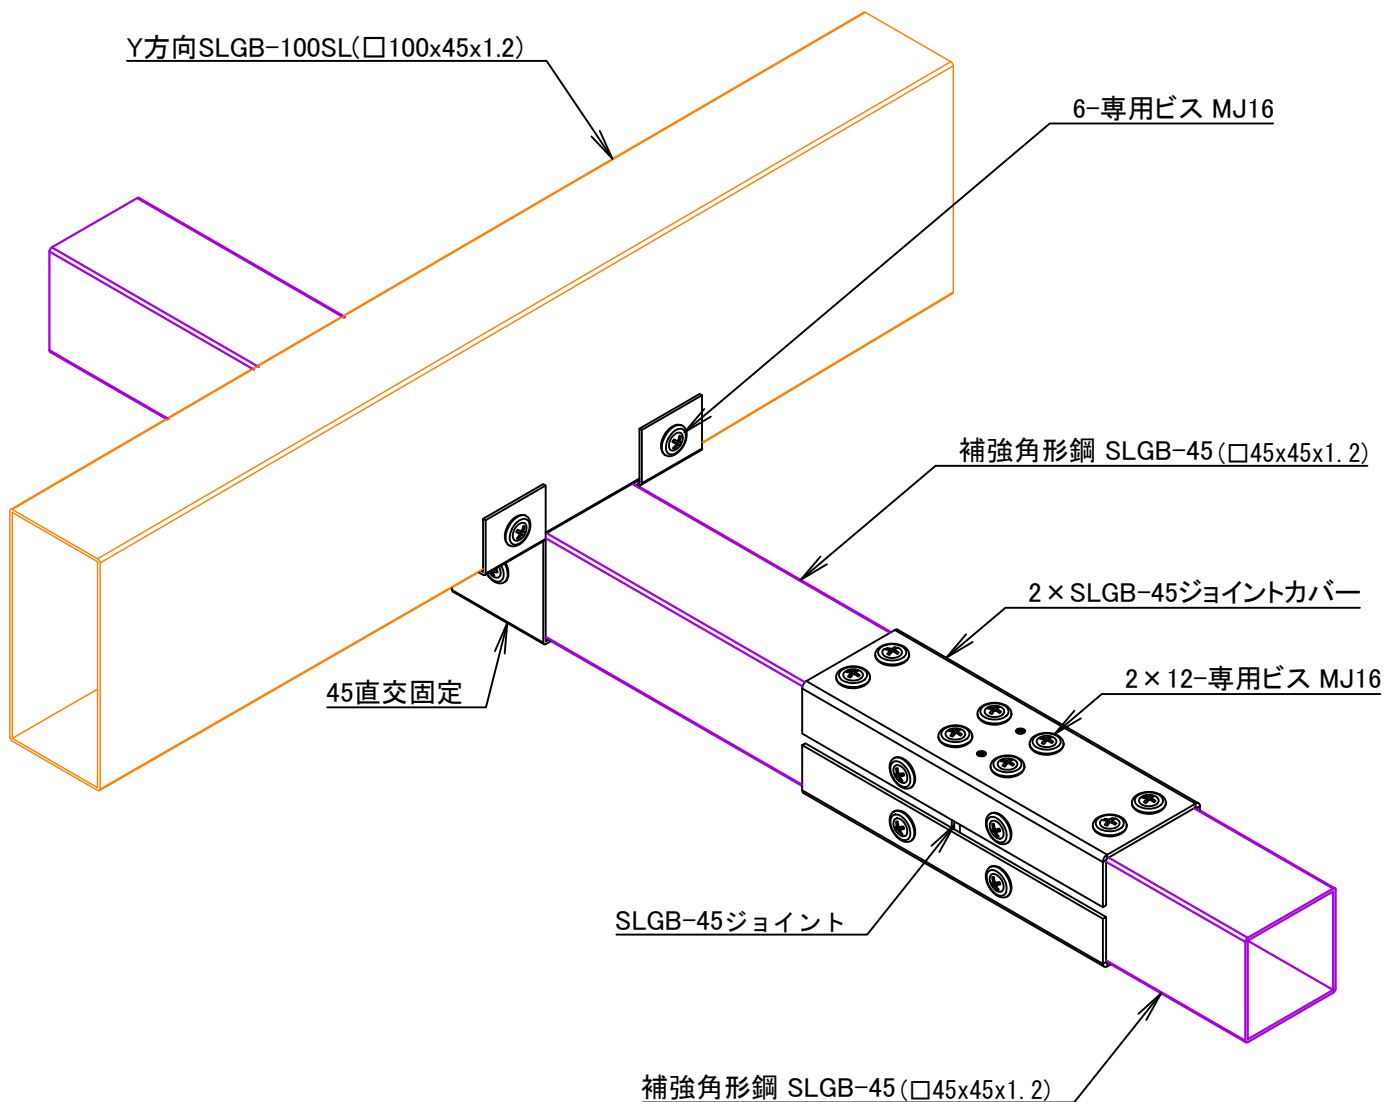 Y方向SLGB-100SL(□100x45x1.2)
6-専用ビス MJ16
補強角形鋼 SLGB-45(□45x45x1.2)
2×SLGB-45ジョイントカバー
2×12-専用ビス MJ16
45直交固定
SLGB-45ジョイント
補強角形鋼 SLGB-45(□45x45x1.2)